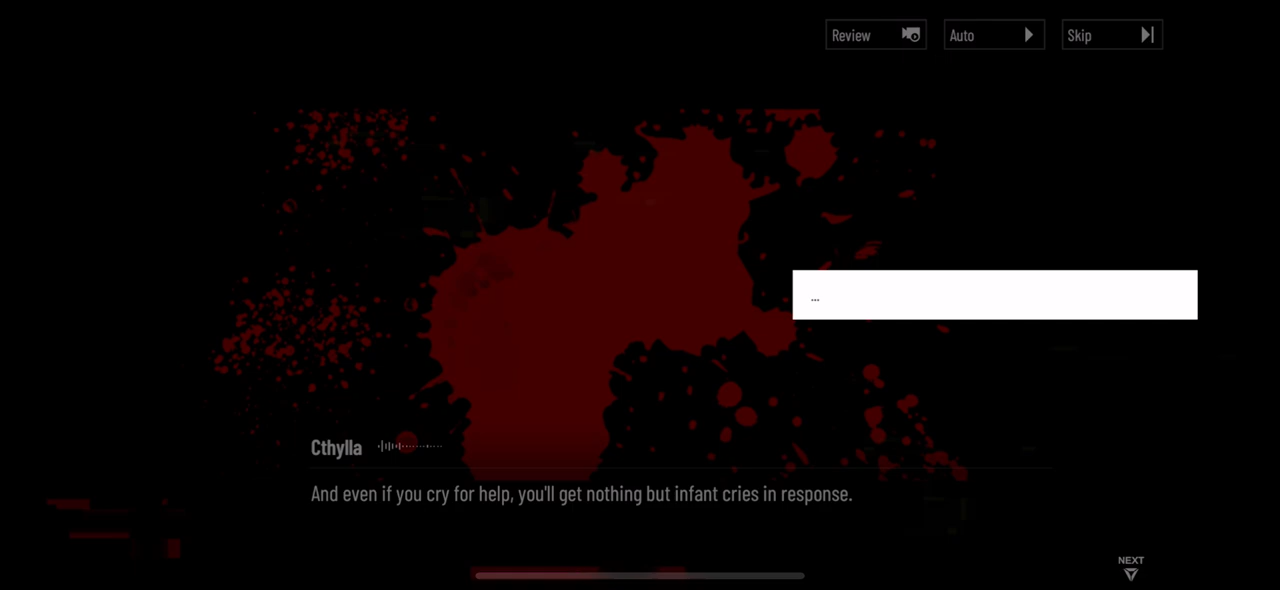 Review
Auto
Skip
...
Cthylla
And even if you cry for help, you'll get nothing but infant cries in response.
NEXT